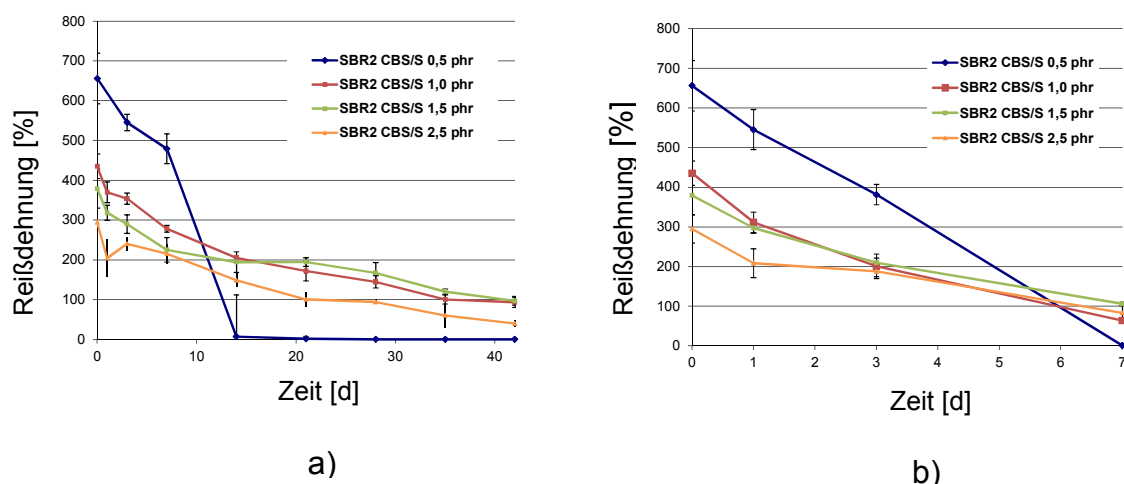 800
700
600
500
400
300
200
100
0
Reißdehnung [%]
SBR2 CBS/S 0,5 phr
SBR2 CBS/S 1,0 phr
SBR2 CBS/S 1,5 phr
SBR2 CBS/S 2,5 phr
0 10 20 30 40
Zeit [d]
a)
800
700
600
500
400
300
200
100
0
Reißdehnung [%]
SBR2 CBS/S 0,5 phr
SBR2 CBS/S 1,0 phr
SBR2 CBS/S 1,5 phr
SBR2 CBS/S 2,5 phr
0 1 2 3 4 5 6 7
Zeit [d]
b)